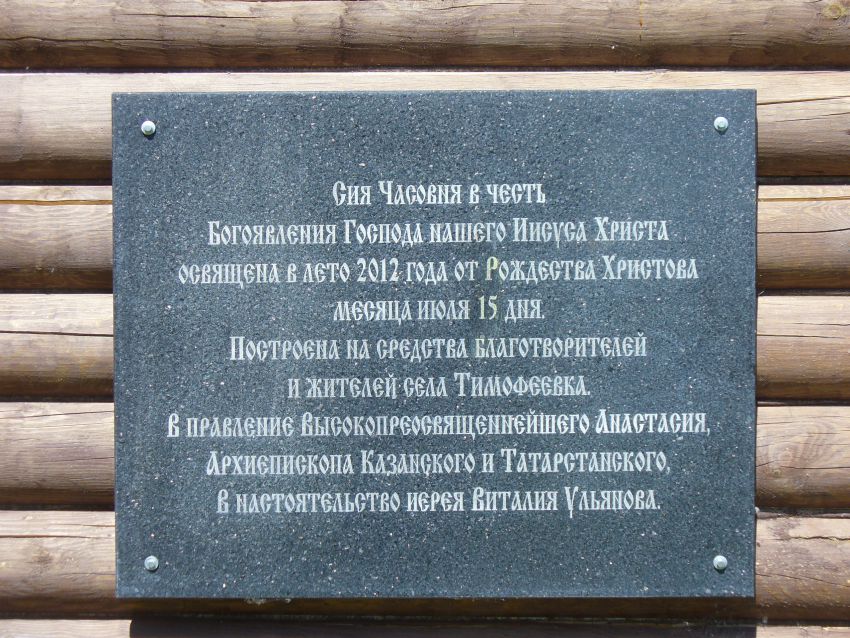 Сия Часовня в честь
Богоявления Господа нашего Иисуса Христа
освящена в лето 2012 года от Рождества Христова
месяца июля 15 дня.
Построена на средства благотворителей
и жителей села Тимофеевка.
В правление Высокопреосвященнейшего Анастасия,
Архиепископа Казанского и Татарстанского,
в настоятельство иерея Виталия Ульянова.